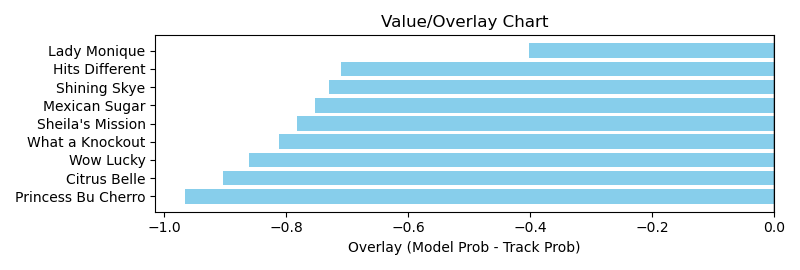 Value/Overlay Chart
Lady Monique
Hits Different
Shining Skye
Mexican Sugar
Sheila's Mission
What a Knockout
Wow Lucky
Citrus Belle
Princess Bu Cherro
−1.0 −0.8 −0.6 −0.4 −0.2 0.0
Overlay (Model Prob - Track Prob)